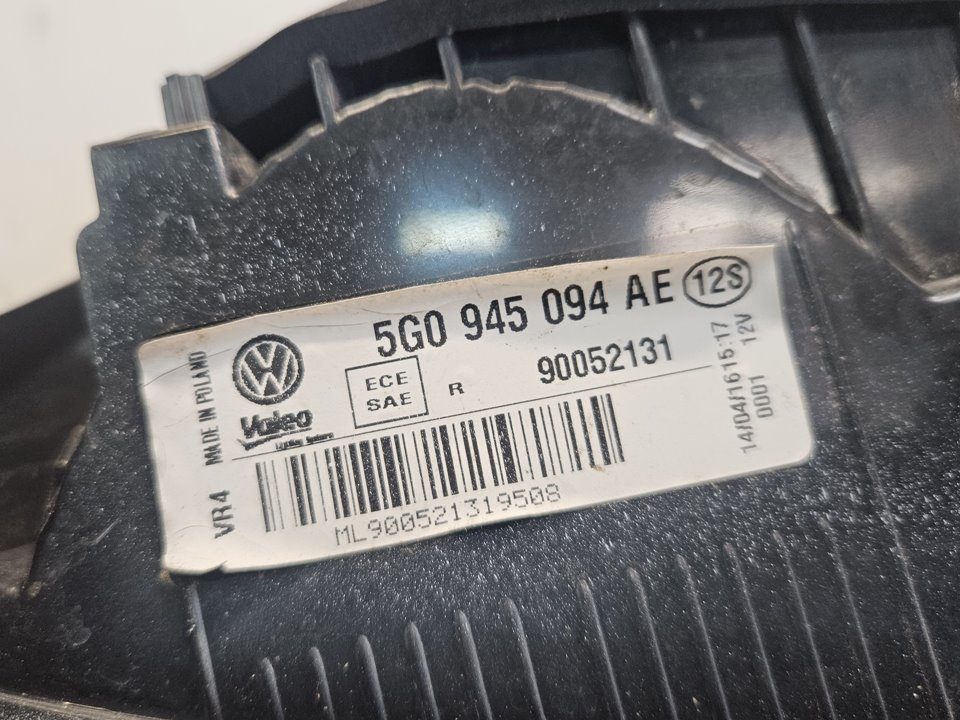 5G0 945 094 AE 12S
MADE IN POLAND
VW
Valeo
ECE
SAE
R
90052131
VR4
ML900521319508
14/04/16 15:17
0001 12V